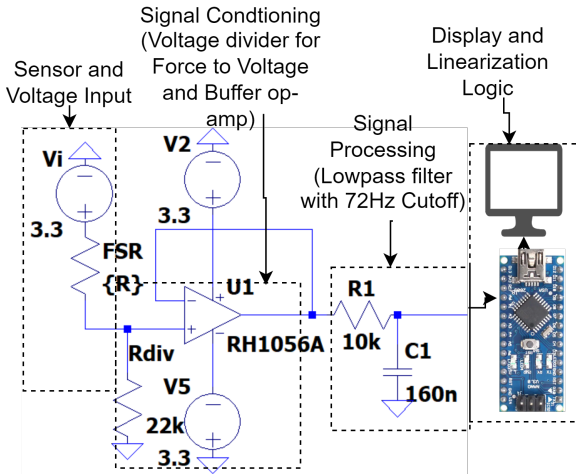 Signal Condtioning
(Voltage divider for
Force to Voltage
and Buffer op-
amp)
Sensor and
Voltage Input
Display and
Linearization
Logic
Signal
Processing
(Lowpass filter
with 72Hz Cutoff)
Vi
3.3
FSR
{R}
V2
3.3
U1
RH1056A
Rdiv
22k
V5
3.3
R1
10k
C1
160n